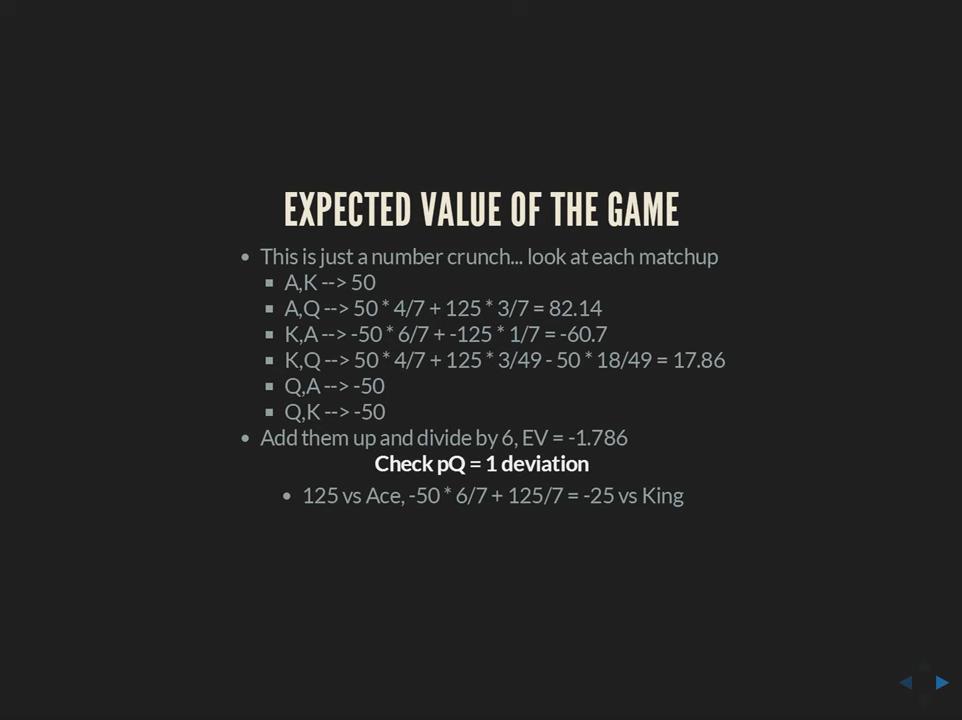 EXPECTED VALUE OF THE GAME
• This is just a number crunch... look at each matchup
▪ A,K --> 50
▪ A,Q --> 50 * 4/7 + 125 * 3/7 = 82.14
▪ K,A --> -50 * 6/7 + -125 * 1/7 = -60.7
▪ K,Q --> 50 * 4/7 + 125 * 3/49 - 50 * 18/49 = 17.86
▪ Q,A --> -50
▪ Q,K --> -50
• Add them up and divide by 6, EV = -1.786
Check pQ = 1 deviation
• 125 vs Ace, -50 * 6/7 + 125/7 = -25 vs King